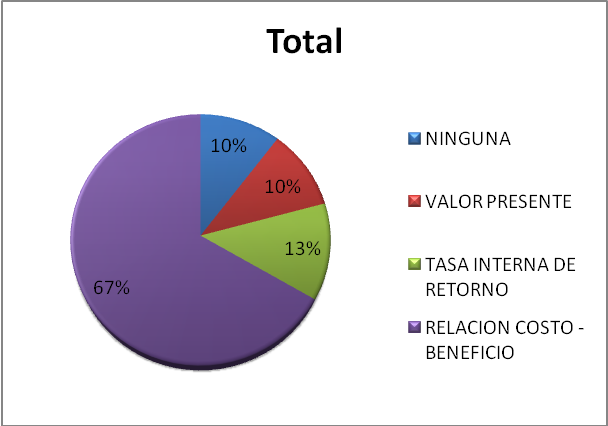 Total
10%
10%
13%
67%
NINGUNA
VALOR PRESENTE
TASA INTERNA DE
RETORNO
RELACION COSTO -
BENEFICIO